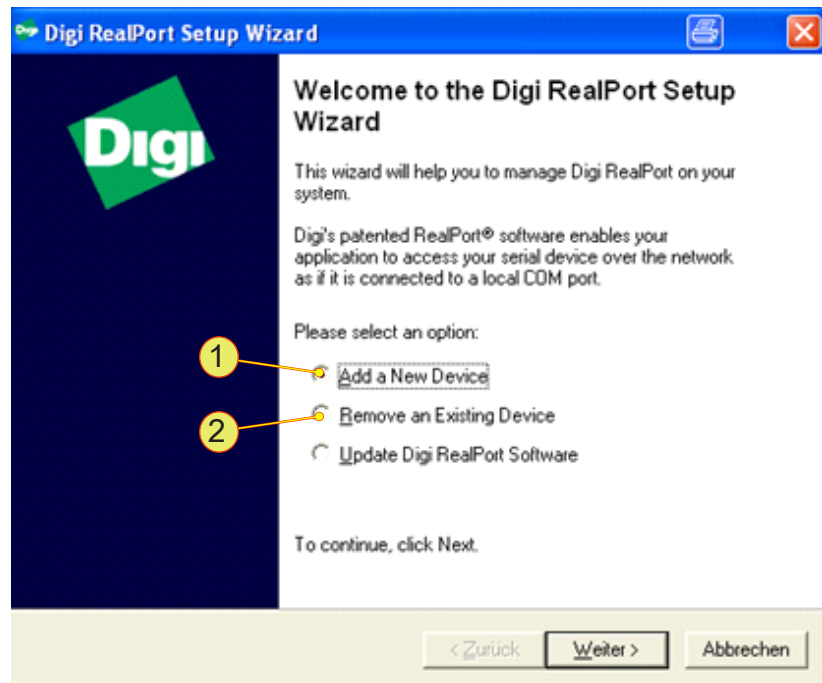 Digi RealPort Setup Wizard
Digi
Welcome to the Digi RealPort Setup
Wizard
This wizard will help you to manage Digi RealPort on your
system.
Digi's patented RealPort® software enables your
application to access your serial device over the network
as if it is connected to a local COM port.
Please select an option:
1
Add a New Device
2
Remove an Existing Device
Update Digi RealPort Software
To continue, click Next.
< Zurück
Weiter >
Abbrechen